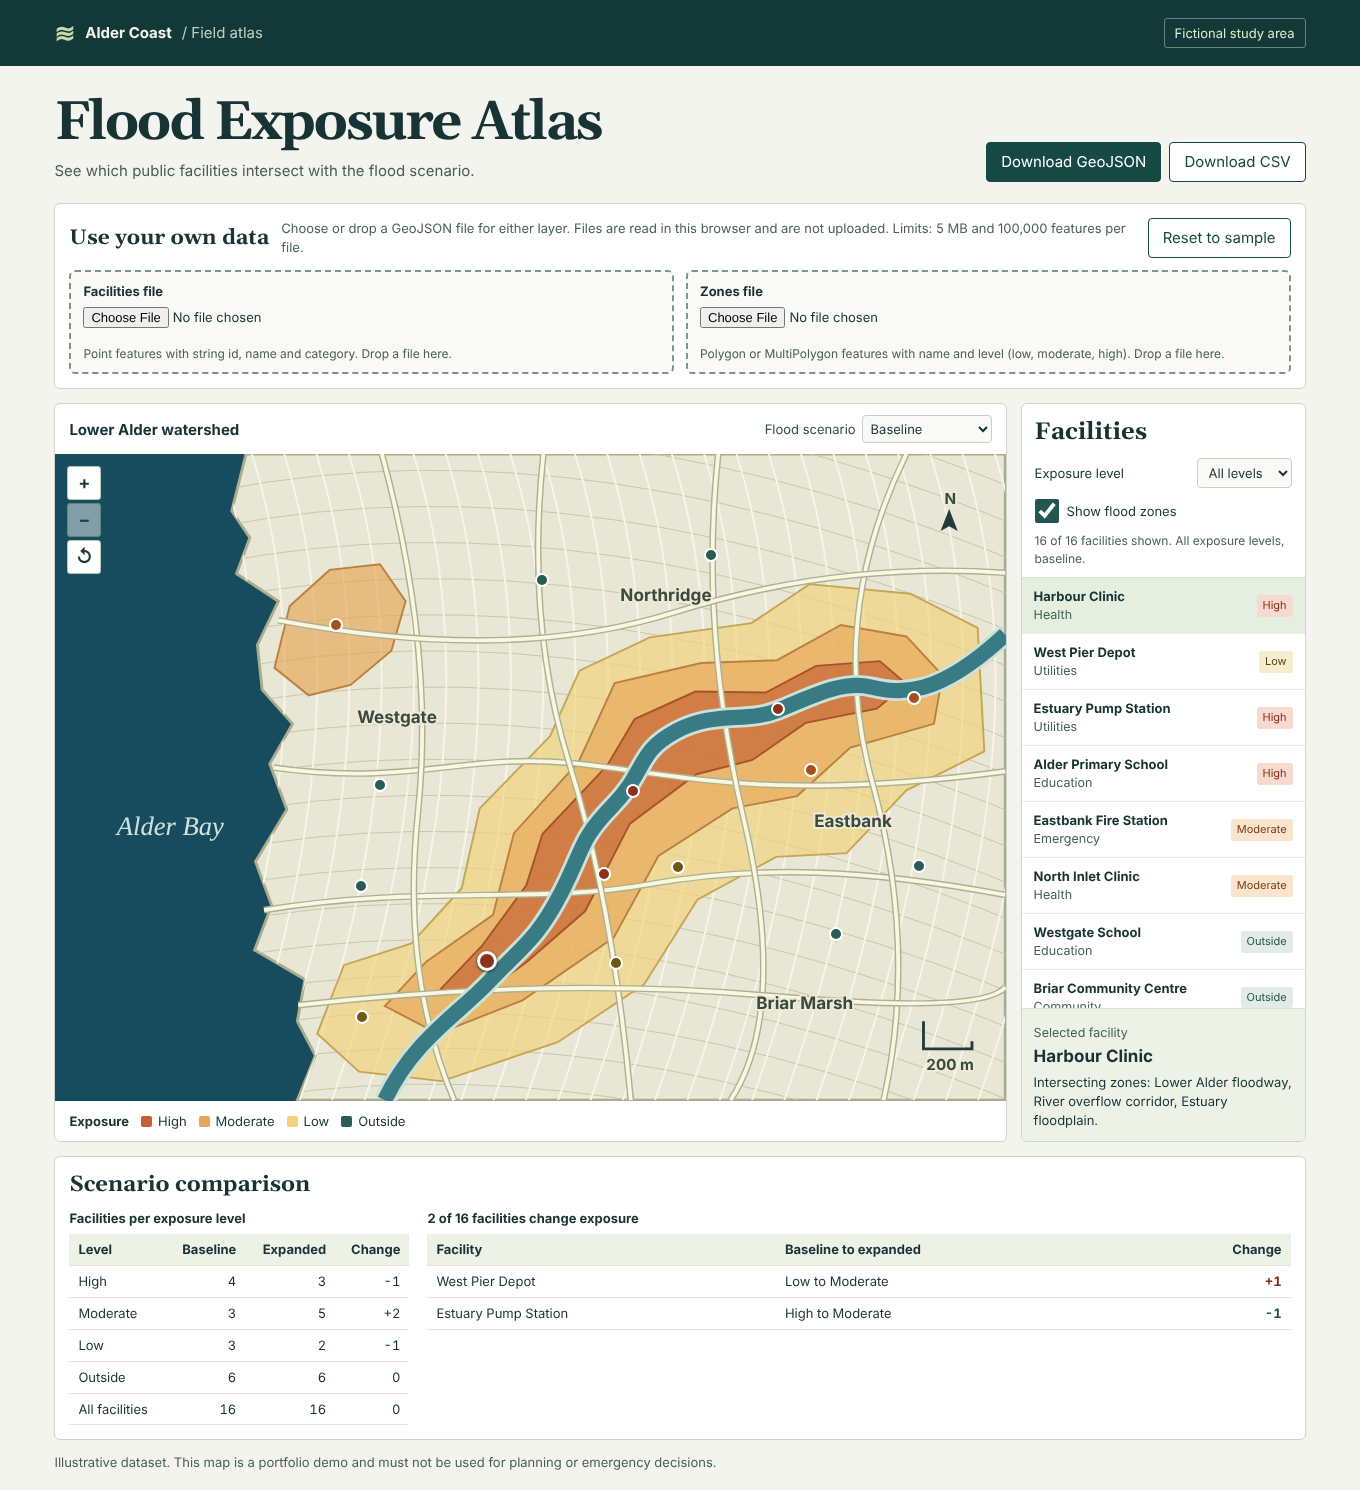 Alder Coast / Field atlas
Fictional study area
Flood Exposure Atlas
See which public facilities intersect with the flood scenario.
Download GeoJSON
Download CSV
Use your own data
Choose or drop a GeoJSON file for either layer. Files are read in this browser and are not uploaded. Limits: 5 MB and 100,000 features per
file.
Reset to sample
Facilities file
Choose File No file chosen
Point features with string id, name and category. Drop a file here.
Zones file
Choose File No file chosen
Polygon or MultiPolygon features with name and level (low, moderate, high). Drop a file here.
Lower Alder watershed
Flood scenario Baseline
+
−
N
Northridge
Westgate
Alder Bay
Eastbank
Briar Marsh
200 m
Exposure High Moderate Low Outside
Facilities
Exposure level All levels
Show flood zones
16 of 16 facilities shown. All exposure levels,
baseline.
Harbour Clinic
Health
High
West Pier Depot
Utilities
Low
Estuary Pump Station
Utilities
High
Alder Primary School
Education
High
Eastbank Fire Station
Emergency
Moderate
North Inlet Clinic
Health
Moderate
Westgate School
Education
Outside
Briar Community Centre
Community
Outside
Selected facility
Harbour Clinic
Intersecting zones: Lower Alder floodway,
River overflow corridor, Estuary
floodplain.
Scenario comparison
Facilities per exposure level
Level Baseline Expanded Change
High 4 3 -1
Moderate 3 5 +2
Low 3 2 -1
Outside 6 6 0
All facilities 16 16 0
2 of 16 facilities change exposure
Facility Baseline to expanded Change
West Pier Depot Low to Moderate +1
Estuary Pump Station High to Moderate -1
Illustrative dataset. This map is a portfolio demo and must not be used for planning or emergency decisions.